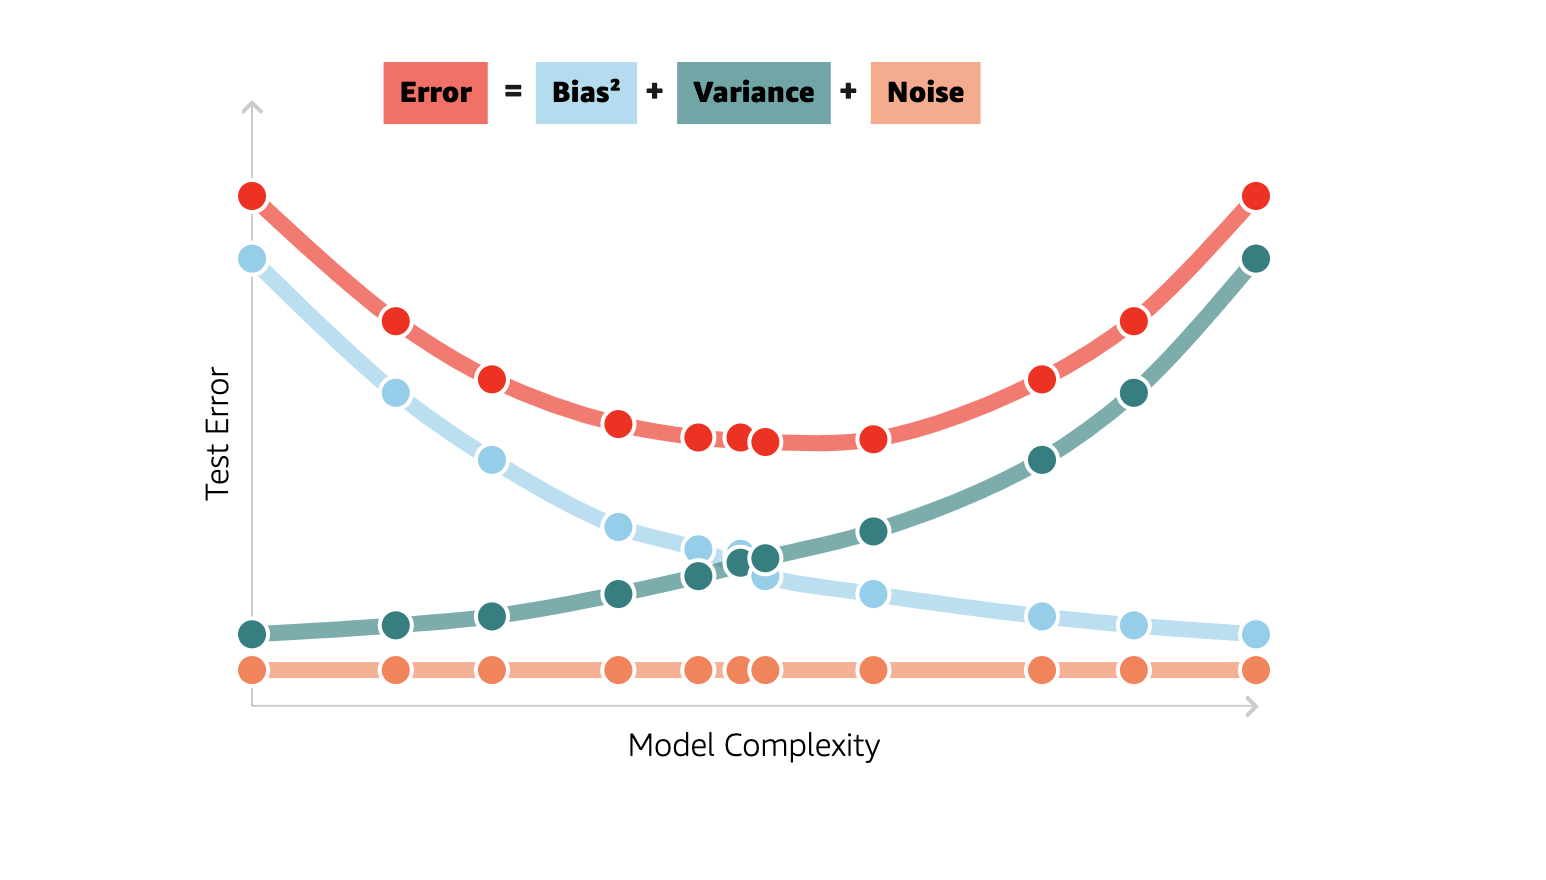 Error = Bias² + Variance + Noise
Test Error
Model Complexity